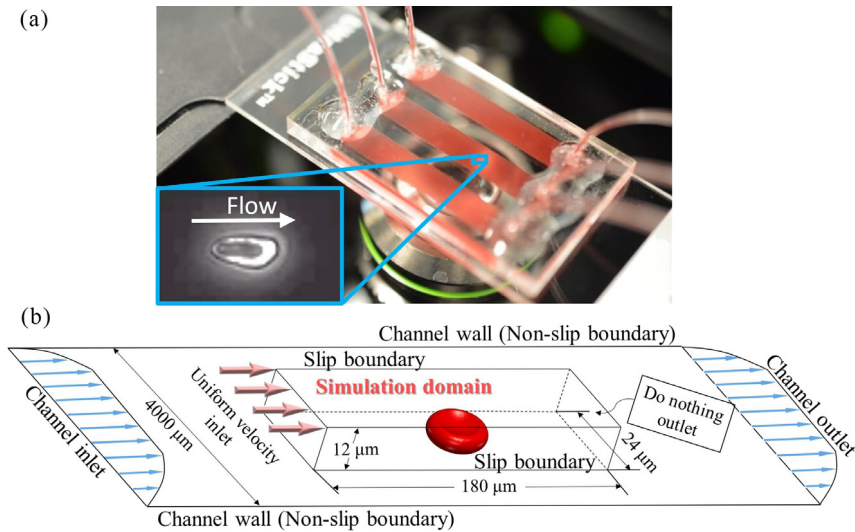 (a)
UltraStick™
Flow
(b)
Channel wall (Non-slip boundary)
Slip boundary
Simulation domain
Uniform velocity
inlet
Channel inlet
4000 μm
Do nothing
outlet
Channel outlet
12 μm
24 μm
Slip boundary
180 μm
Channel wall (Non-slip boundary)